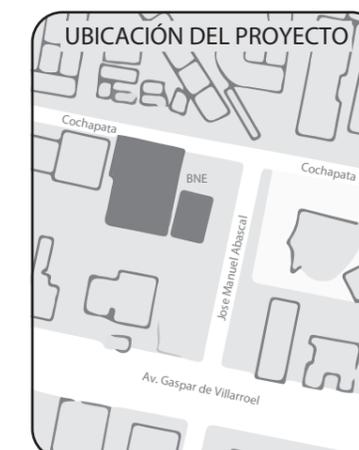 UBICACIÓN DEL PROYECTO
Cochapata
Cochapata
BNE
Jose Manuel Abascal
Av. Gaspar de Villarroel